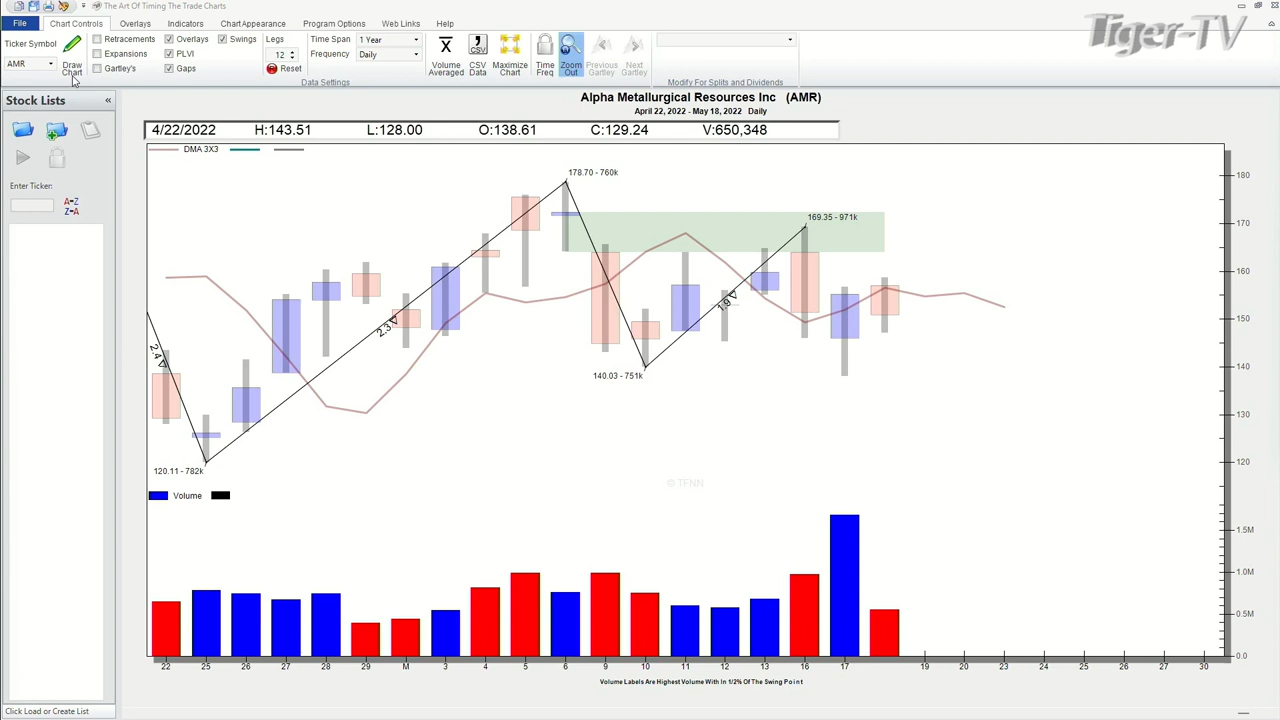 The Art Of Timing The Trade Charts
Tiger-TV
File
Chart Controls
Overlays
Indicators
Chart Appearance
Program Options
Web Links
Help
Ticker Symbol
AMR
Draw
Chart
Retracements
Expansions
Gartley's
Overlays
PLVI
Gaps
Swings
Legs
12
Reset
Time Span
1 Year
Frequency
Daily
Data Settings
Volume
Averaged
CSV
CSV
Data
Maximize
Chart
Time
Freq
Zoom
Out
Previous
Gartley
Next
Gartley
Modify For Splits and Dividends
Stock Lists
«
Enter Ticker:
A-Z
Z-A
Click Load or Create List
Alpha Metallurgical Resources Inc (AMR)
April 22, 2022 - May 18, 2022 Daily
4/22/2022 H:143.51 L:128.00 O:138.61 C:129.24 V:650,348
DMA 3X3
178.70 - 760k
169.35 - 971k
2.4
2.3
1.9
140.03 - 751k
120.11 - 782k
180
170
160
150
140
130
120
© TFNN
Volume
1.5M
1.0M
0.5M
0.0
22 25 26 27 28 29 M 3 4 5 6 9 10 11 12 13 16 17 19 20 23 24 25 26 27 30
Volume Labels Are Highest Volume With In 1/2% Of The Swing Point